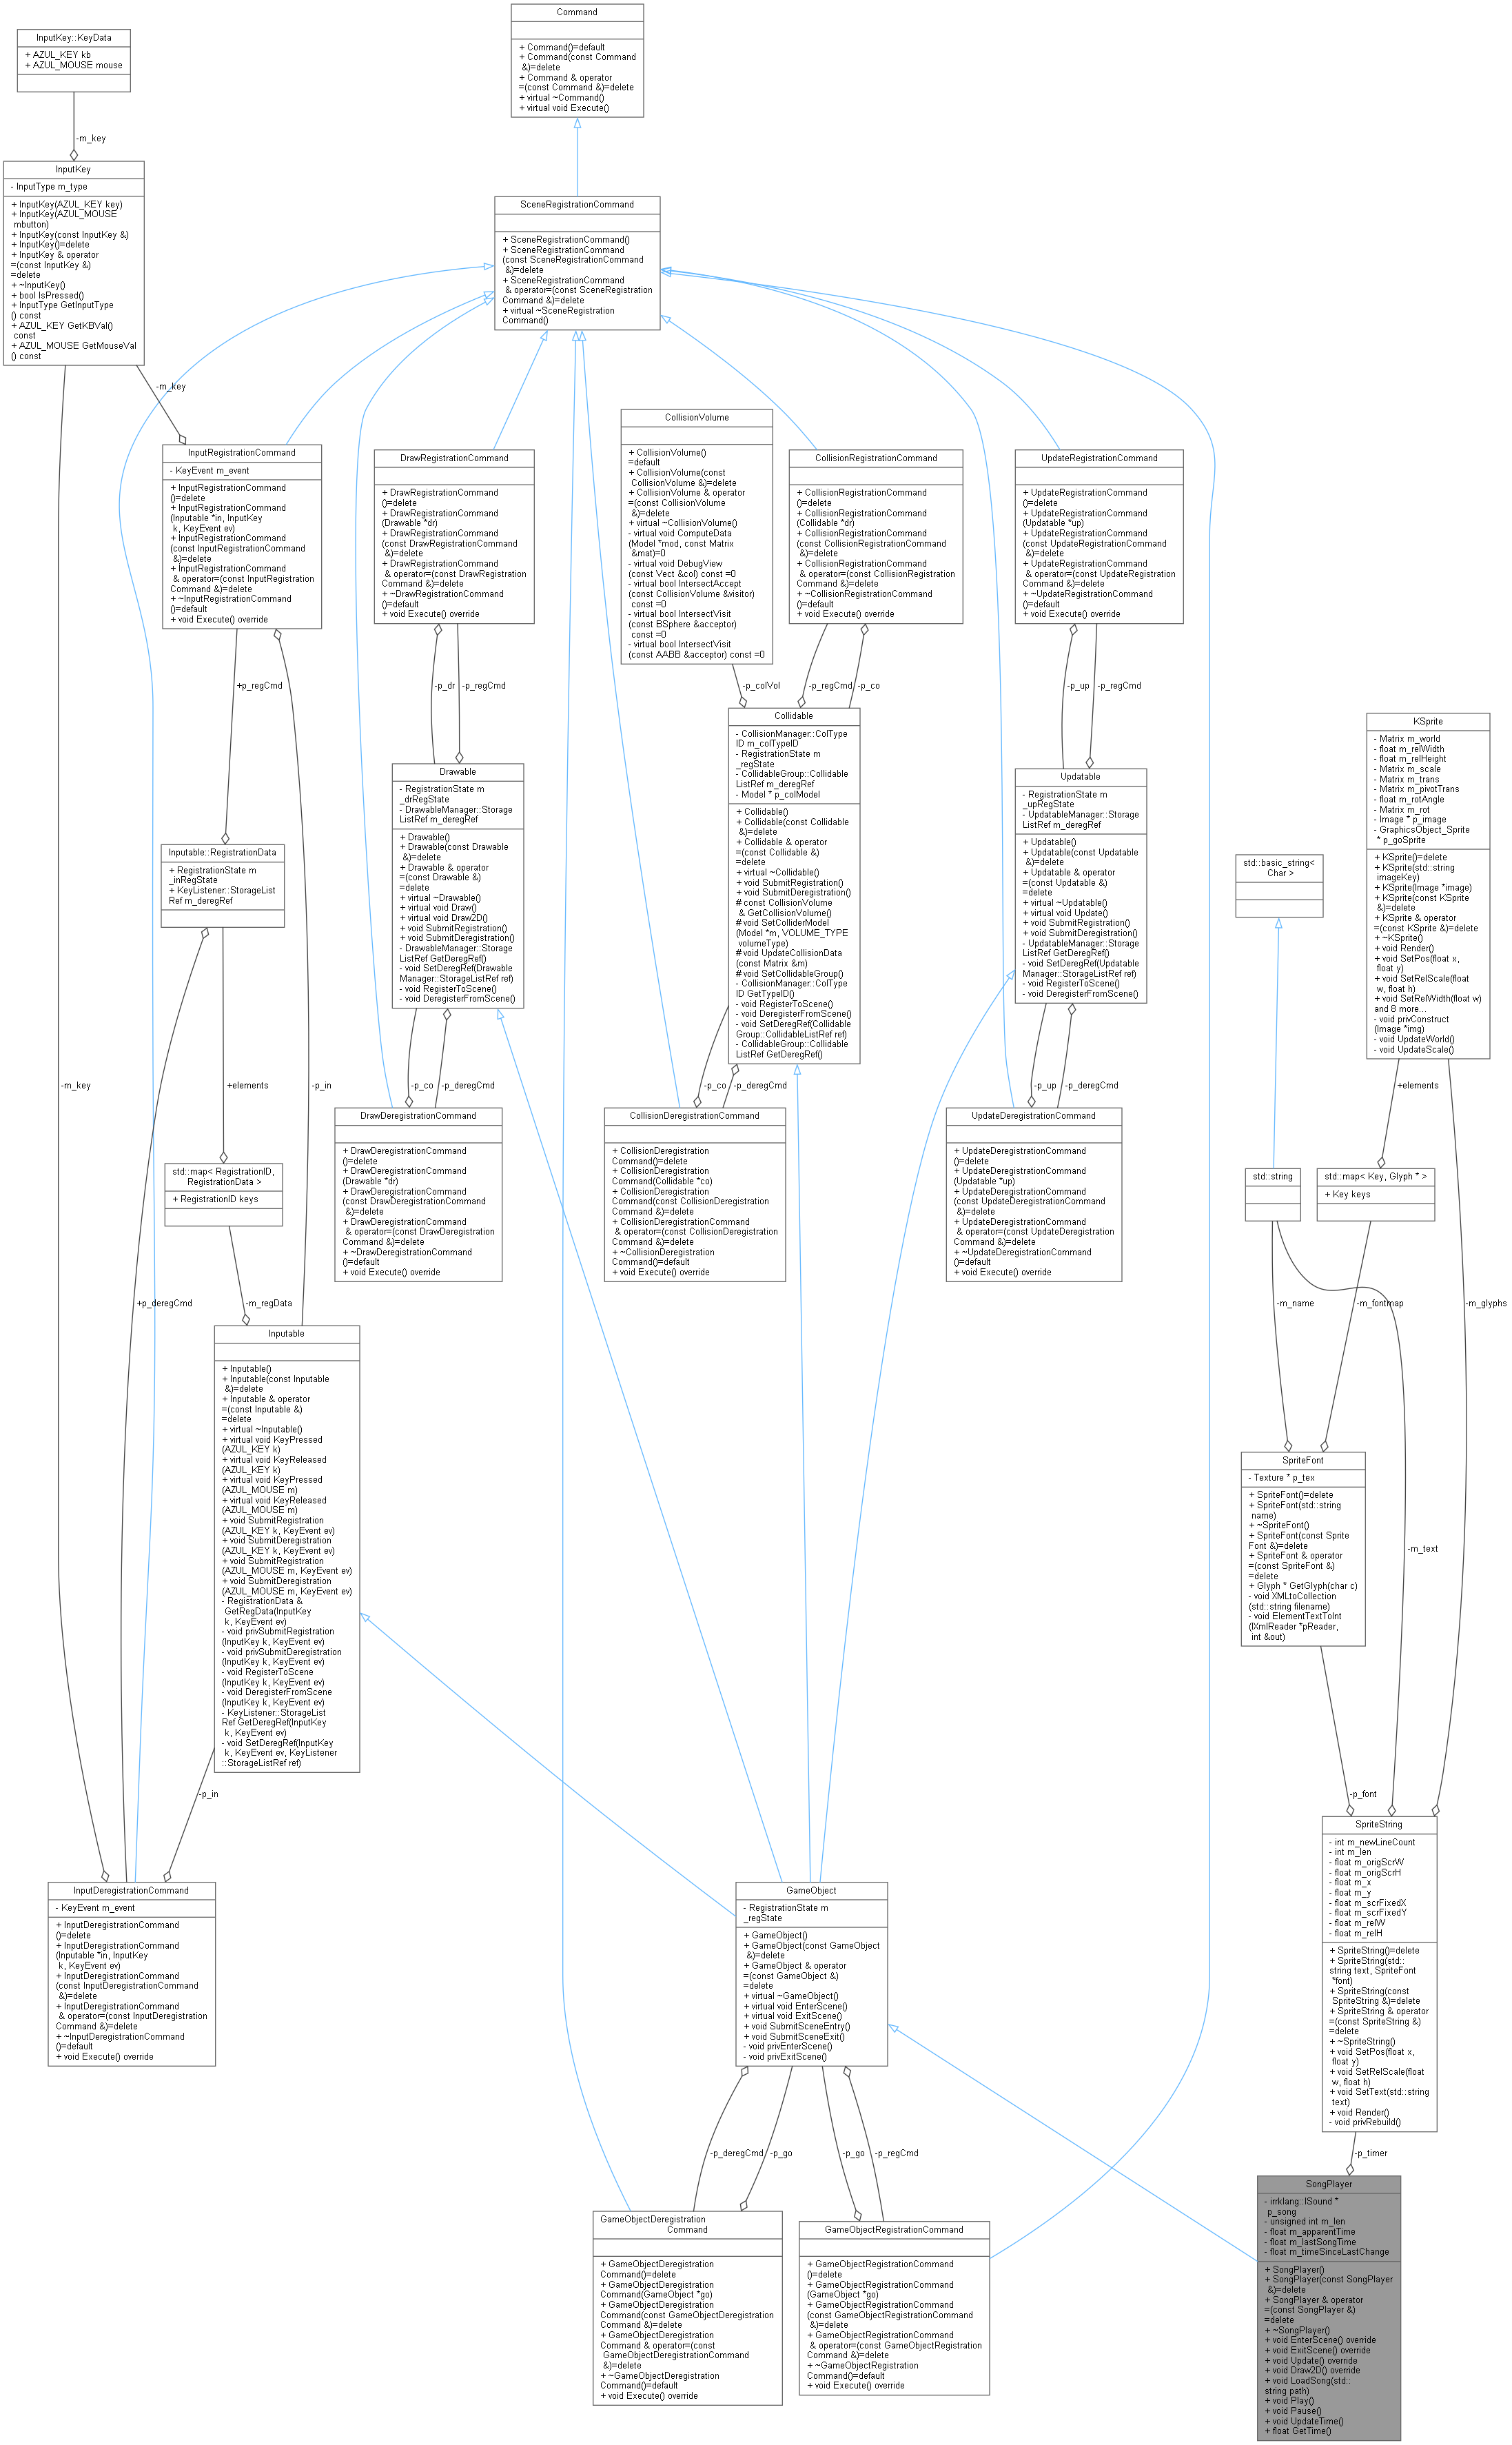 Command
+ Command()=default
+ Command(const Command
&)=delete
+ Command & operator
=(const Command &)=delete
+ virtual ~Command()
+ virtual void Execute()
InputKey::KeyData
+ AZUL_KEY kb
+ AZUL_MOUSE mouse
-m_key
InputKey
- InputType m_type
+ InputKey(AZUL_KEY key)
+ InputKey(AZUL_MOUSE
mbutton)
+ InputKey(const InputKey &)
+ InputKey()=delete
+ InputKey & operator
=(const InputKey &)
=delete
+ ~InputKey()
+ bool IsPressed()
+ InputType GetInputType
() const
+ AZUL_KEY GetKBVal()
const
+ AZUL_MOUSE GetMouseVal
() const
SceneRegistrationCommand
+ SceneRegistrationCommand()
+ SceneRegistrationCommand
(const SceneRegistrationCommand
&)=delete
+ SceneRegistrationCommand
& operator=(const SceneRegistration
Command &)=delete
+ virtual ~SceneRegistration
Command()
-m_key
InputRegistrationCommand
- KeyEvent m_event
+ InputRegistrationCommand
()=delete
+ InputRegistrationCommand
(Inputable *in, InputKey
k, KeyEvent ev)
+ InputRegistrationCommand
(const InputRegistrationCommand
&)=delete
+ InputRegistrationCommand
& operator=(const InputRegistration
Command &)=delete
+ ~InputRegistrationCommand
()=default
+ void Execute() override
DrawRegistrationCommand
+ DrawRegistrationCommand
()=delete
+ DrawRegistrationCommand
(Drawable *dr)
+ DrawRegistrationCommand
(const DrawRegistrationCommand
&)=delete
+ DrawRegistrationCommand
& operator=(const DrawRegistration
Command &)=delete
+ ~DrawRegistrationCommand
()=default
+ void Execute() override
CollisionVolume
+ CollisionVolume()
=default
+ CollisionVolume(const
CollisionVolume &)=delete
+ CollisionVolume & operator
=(const CollisionVolume
&)=delete
+ virtual ~CollisionVolume()
- virtual void ComputeData
(Model *mod, const Matrix
&mat)=0
- virtual void DebugView
(const Vect &col) const =0
- virtual bool IntersectAccept
(const CollisionVolume &visitor)
const =0
- virtual bool IntersectVisit
(const BSphere &acceptor)
const =0
- virtual bool IntersectVisit
(const AABB &acceptor) const =0
CollisionRegistrationCommand
+ CollisionRegistrationCommand
()=delete
+ CollisionRegistrationCommand
(Collidable *dr)
+ CollisionRegistrationCommand
(const CollisionRegistrationCommand
&)=delete
+ CollisionRegistrationCommand
& operator=(const CollisionRegistration
Command &)=delete
+ ~CollisionRegistrationCommand
()=default
+ void Execute() override
UpdateRegistrationCommand
+ UpdateRegistrationCommand
()=delete
+ UpdateRegistrationCommand
(Updatable *up)
+ UpdateRegistrationCommand
(const UpdateRegistrationCommand
&)=delete
+ UpdateRegistrationCommand
& operator=(const UpdateRegistration
Command &)=delete
+ ~UpdateRegistrationCommand
()=default
+ void Execute() override
+p_regCmd
-p_dr
-p_regCmd
-p_colVol
-p_regCmd
-p_co
-p_up
-p_regCmd
Collidable
- CollisionManager::ColType
ID m_colTypeID
- RegistrationState m
_regState
- CollidableGroup::Collidable
ListRef m_deregRef
- Model * p_colModel
+ Collidable()
+ Collidable(const Collidable
&)=delete
+ Collidable & operator
=(const Collidable &)
=delete
+ virtual ~Collidable()
+ void SubmitRegistration()
+ void SubmitDeregistration()
# const CollisionVolume
& GetCollisionVolume()
# void SetColliderModel
(Model *m, VOLUME_TYPE
volumeType)
# void UpdateCollisionData
(const Matrix &m)
# void SetCollidableGroup()
- CollisionManager::ColType
ID GetTypeID()
- void RegisterToScene()
- void DeregisterFromScene()
- void SetDeregRef(Collidable
Group::CollidableListRef ref)
- CollidableGroup::Collidable
ListRef GetDeregRef()
KSprite
- Matrix m_world
- float m_relWidth
- float m_relHeight
- Matrix m_scale
- Matrix m_trans
- Matrix m_pivotTrans
- float m_rotAngle
- Matrix m_rot
- Image * p_image
- GraphicsObject_Sprite
* p_goSprite
+ KSprite()=delete
+ KSprite(std::string
imageKey)
+ KSprite(Image *image)
+ KSprite(const KSprite
&)=delete
+ KSprite & operator
=(const KSprite &)=delete
+ ~KSprite()
+ void Render()
+ void SetPos(float x,
float y)
+ void SetRelScale(float
w, float h)
+ void SetRelWidth(float w)
and 8 more...
- void privConstruct
(Image *img)
- void UpdateWorld()
- void UpdateScale()
Drawable
- RegistrationState m
_drRegState
- DrawableManager::Storage
ListRef m_deregRef
+ Drawable()
+ Drawable(const Drawable
&)=delete
+ Drawable & operator
=(const Drawable &)
=delete
+ virtual ~Drawable()
+ virtual void Draw()
+ virtual void Draw2D()
+ void SubmitRegistration()
+ void SubmitDeregistration()
- DrawableManager::Storage
ListRef GetDeregRef()
- void SetDeregRef(Drawable
Manager::StorageListRef ref)
- void RegisterToScene()
- void DeregisterFromScene()
Updatable
- RegistrationState m
_upRegState
- UpdatableManager::Storage
ListRef m_deregRef
+ Updatable()
+ Updatable(const Updatable
&)=delete
+ Updatable & operator
=(const Updatable &)
=delete
+ virtual ~Updatable()
+ virtual void Update()
+ void SubmitRegistration()
+ void SubmitDeregistration()
- UpdatableManager::Storage
ListRef GetDeregRef()
- void SetDeregRef(Updatable
Manager::StorageListRef ref)
- void RegisterToScene()
- void DeregisterFromScene()
Inputable::RegistrationData
+ RegistrationState m
_inRegState
+ KeyListener::StorageList
Ref m_deregRef
std::basic_string<
Char >
-m_key
+elements
-p_in
-p_co
-p_deregCmd
-p_co
-p_deregCmd
-p_up
-p_deregCmd
+elements
DrawDeregistrationCommand
+ DrawDeregistrationCommand
()=delete
+ DrawDeregistrationCommand
(Drawable *dr)
+ DrawDeregistrationCommand
(const DrawDeregistrationCommand
&)=delete
+ DrawDeregistrationCommand
& operator=(const DrawDeregistration
Command &)=delete
+ ~DrawDeregistrationCommand
()=default
+ void Execute() override
CollisionDeregistrationCommand
+ CollisionDeregistration
Command()=delete
+ CollisionDeregistration
Command(Collidable *co)
+ CollisionDeregistration
Command(const CollisionDeregistration
Command &)=delete
+ CollisionDeregistrationCommand
& operator=(const CollisionDeregistration
Command &)=delete
+ ~CollisionDeregistration
Command()=default
+ void Execute() override
UpdateDeregistrationCommand
+ UpdateDeregistrationCommand
()=delete
+ UpdateDeregistrationCommand
(Updatable *up)
+ UpdateDeregistrationCommand
(const UpdateDeregistrationCommand
&)=delete
+ UpdateDeregistrationCommand
& operator=(const UpdateDeregistration
Command &)=delete
+ ~UpdateDeregistrationCommand
()=default
+ void Execute() override
std::map< RegistrationID,
RegistrationData >
+ RegistrationID keys
std::string
std::map< Key, Glyph * >
+ Key keys
+p_deregCmd
-m_regData
-m_name
-m_fontmap
-m_glyphs
Inputable
+ Inputable()
+ Inputable(const Inputable
&)=delete
+ Inputable & operator
=(const Inputable &)
=delete
+ virtual ~Inputable()
+ virtual void KeyPressed
(AZUL_KEY k)
+ virtual void KeyReleased
(AZUL_KEY k)
+ virtual void KeyPressed
(AZUL_MOUSE m)
+ virtual void KeyReleased
(AZUL_MOUSE m)
+ void SubmitRegistration
(AZUL_KEY k, KeyEvent ev)
+ void SubmitDeregistration
(AZUL_KEY k, KeyEvent ev)
+ void SubmitRegistration
(AZUL_MOUSE m, KeyEvent ev)
+ void SubmitDeregistration
(AZUL_MOUSE m, KeyEvent ev)
- RegistrationData &
GetRegData(InputKey
k, KeyEvent ev)
- void privSubmitRegistration
(InputKey k, KeyEvent ev)
- void privSubmitDeregistration
(InputKey k, KeyEvent ev)
- void RegisterToScene
(InputKey k, KeyEvent ev)
- void DeregisterFromScene
(InputKey k, KeyEvent ev)
- KeyListener::StorageList
Ref GetDeregRef(InputKey
k, KeyEvent ev)
- void SetDeregRef(InputKey
k, KeyEvent ev, KeyListener
::StorageListRef ref)
SpriteFont
- Texture * p_tex
+ SpriteFont()=delete
+ SpriteFont(std::string
name)
+ ~SpriteFont()
+ SpriteFont(const Sprite
Font &)=delete
+ SpriteFont & operator
=(const SpriteFont &)
=delete
+ Glyph * GetGlyph(char c)
- void XMLtoCollection
(std::string filename)
- void ElementTextToInt
(IXmlReader *pReader,
int &out)
-m_text
-p_in
-p_font
SpriteString
- int m_newLineCount
- int m_len
- float m_origScrW
- float m_origScrH
- float m_x
- float m_y
- float m_scrFixedX
- float m_scrFixedY
- float m_relW
- float m_relH
+ SpriteString()=delete
+ SpriteString(std::
string text, SpriteFont
*font)
+ SpriteString(const
SpriteString &)=delete
+ SpriteString & operator
=(const SpriteString &)
=delete
+ ~SpriteString()
+ void SetPos(float x,
float y)
+ void SetRelScale(float
w, float h)
+ void SetText(std::string
text)
+ void Render()
- void privRebuild()
InputDeregistrationCommand
- KeyEvent m_event
+ InputDeregistrationCommand
()=delete
+ InputDeregistrationCommand
(Inputable *in, InputKey
k, KeyEvent ev)
+ InputDeregistrationCommand
(const InputDeregistrationCommand
&)=delete
+ InputDeregistrationCommand
& operator=(const InputDeregistration
Command &)=delete
+ ~InputDeregistrationCommand
()=default
+ void Execute() override
GameObject
- RegistrationState m
_regState
+ GameObject()
+ GameObject(const GameObject
&)=delete
+ GameObject & operator
=(const GameObject &)
=delete
+ virtual ~GameObject()
+ virtual void EnterScene()
+ virtual void ExitScene()
+ void SubmitSceneEntry()
+ void SubmitSceneExit()
- void privEnterScene()
- void privExitScene()
-p_deregCmd
-p_go
-p_go
-p_regCmd
-p_timer
GameObjectDeregistration
Command
+ GameObjectDeregistration
Command()=delete
+ GameObjectDeregistration
Command(GameObject *go)
+ GameObjectDeregistration
Command(const GameObjectDeregistration
Command &)=delete
+ GameObjectDeregistration
Command & operator=(const
GameObjectDeregistrationCommand
&)=delete
+ ~GameObjectDeregistration
Command()=default
+ void Execute() override
GameObjectRegistrationCommand
+ GameObjectRegistrationCommand
()=delete
+ GameObjectRegistrationCommand
(GameObject *go)
+ GameObjectRegistrationCommand
(const GameObjectRegistrationCommand
&)=delete
+ GameObjectRegistrationCommand
& operator=(const GameObjectRegistration
Command &)=delete
+ ~GameObjectRegistration
Command()=default
+ void Execute() override
SongPlayer
- irrklang::ISound *
p_song
- unsigned int m_len
- float m_apparentTime
- float m_lastSongTime
- float m_timeSinceLastChange
+ SongPlayer()
+ SongPlayer(const SongPlayer
&)=delete
+ SongPlayer & operator
=(const SongPlayer &)
=delete
+ ~SongPlayer()
+ void EnterScene() override
+ void ExitScene() override
+ void Update() override
+ void Draw2D() override
+ void LoadSong(std::
string path)
+ void Play()
+ void Pause()
+ void UpdateTime()
+ float GetTime()